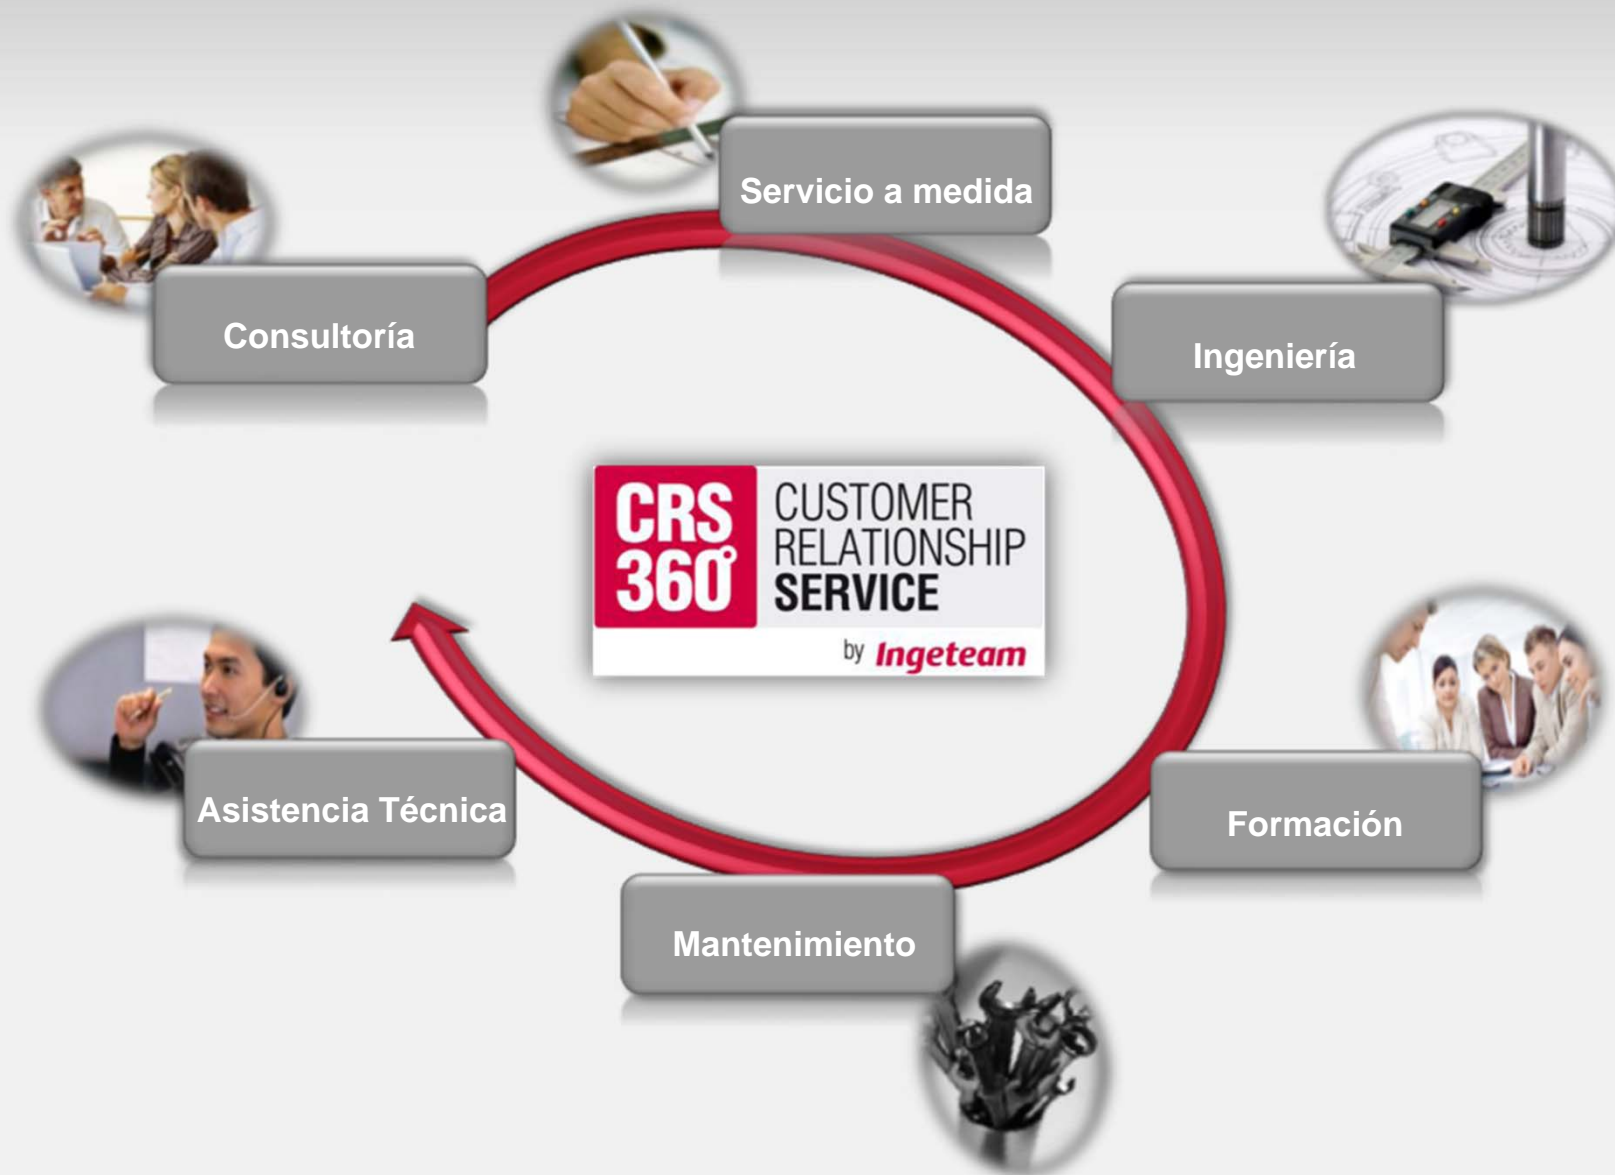 Servicio a medida
Consultoría
Ingeniería
CRS
360°
CUSTOMER
RELATIONSHIP
SERVICE
by Ingeteam
Asistencia Técnica
Formación
Mantenimiento